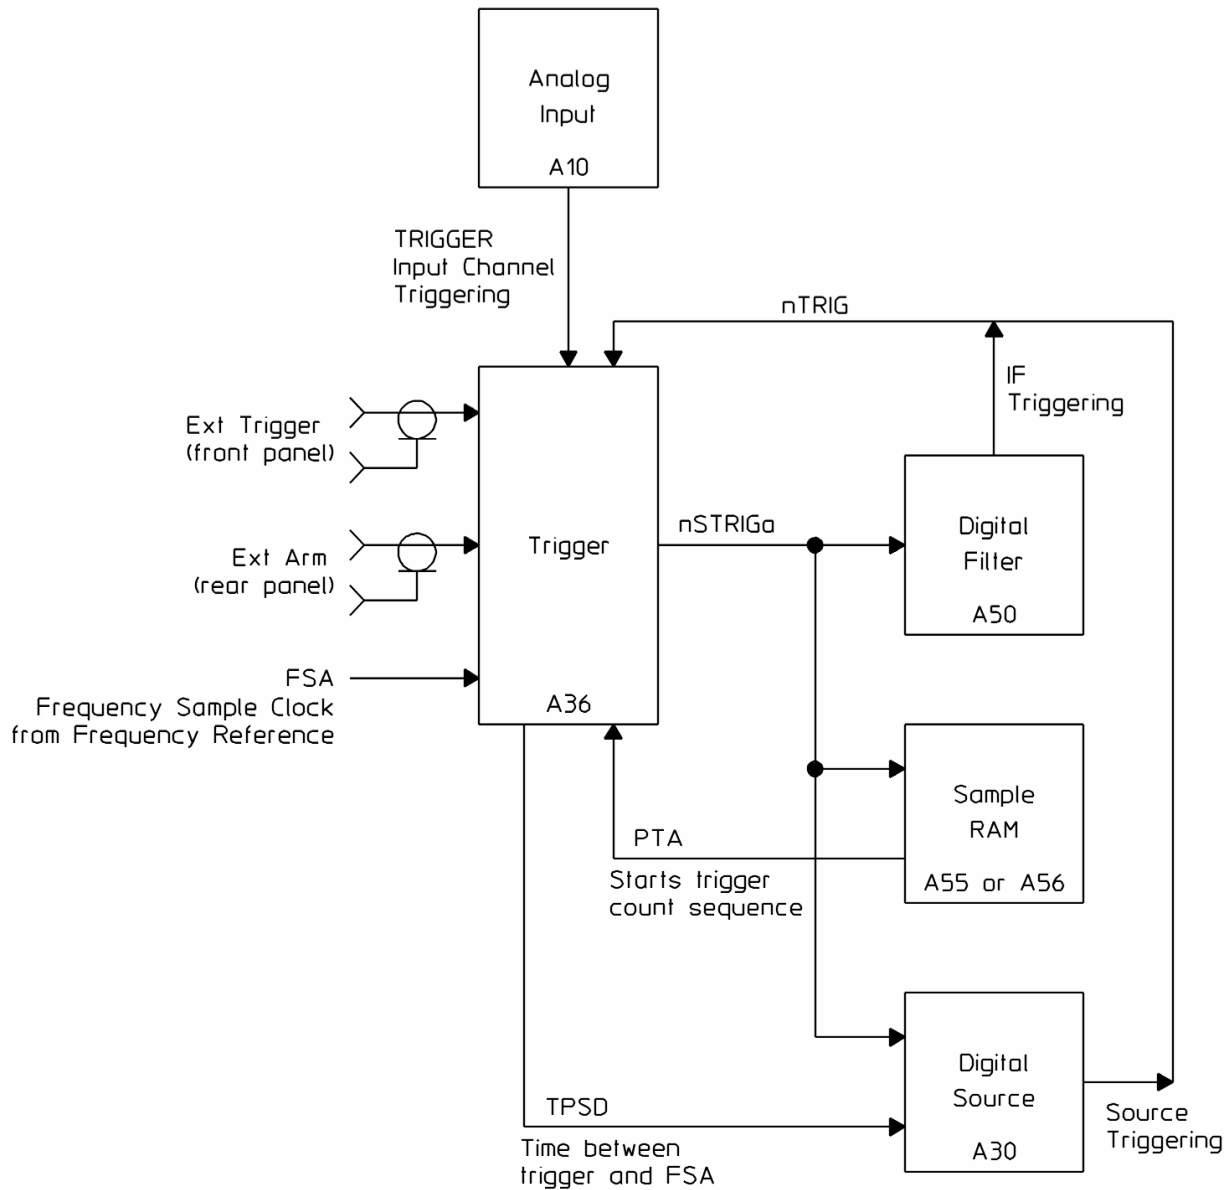 Analog
Input
A10
TRIGGER
Input Channel
Triggering
nTRIG
IF
Triggering
Ext Trigger
(front panel)
Ext Arm
(rear panel)
FSA
Frequency Sample Clock
from Frequency Reference
Trigger
A36
nSTRIGa
Digital
Filter
A50
Sample
RAM
A55 or A56
PTA
Starts trigger
count sequence
TPSD
Time between
trigger and FSA
Digital
Source
A30
Source
Triggering